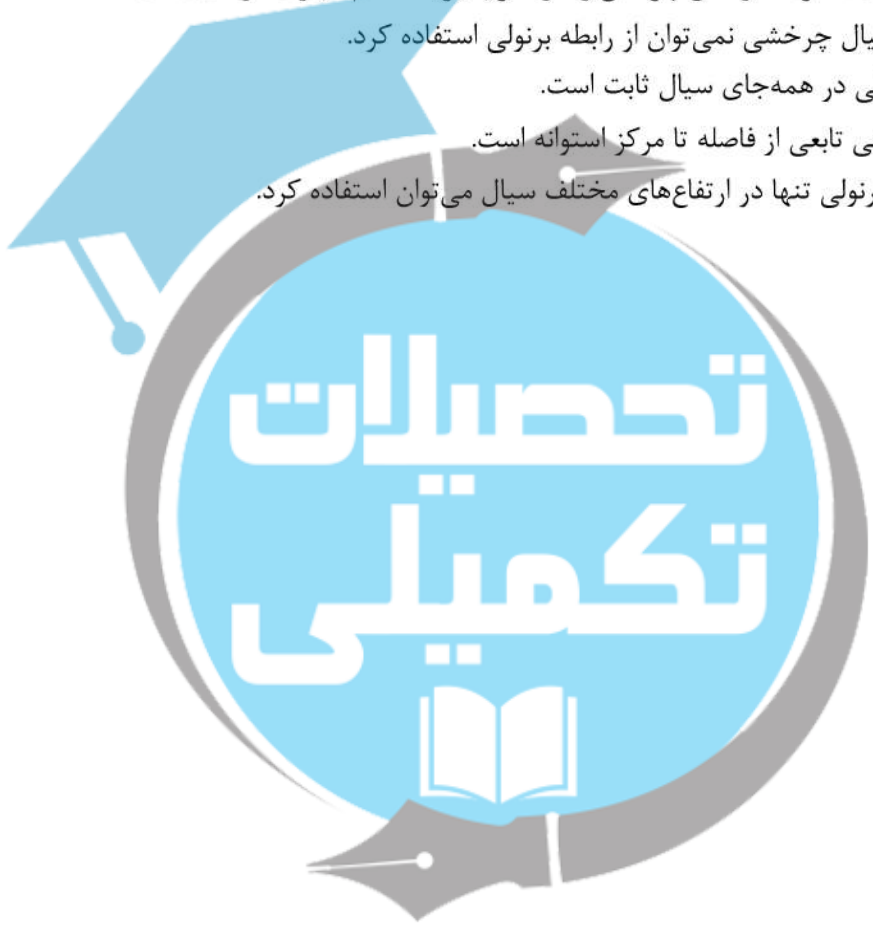 یال چرخشی نمی‌توان از رابطه برنولی استفاده کرد.
ی در همه‌جای سیال ثابت است.
ی تابعی از فاصله تا مرکز استوانه است.
رنولی تنها در ارتفاع‌های مختلف سیال می‌توان استفاده کرد.
تحصیلات
تکمیلی